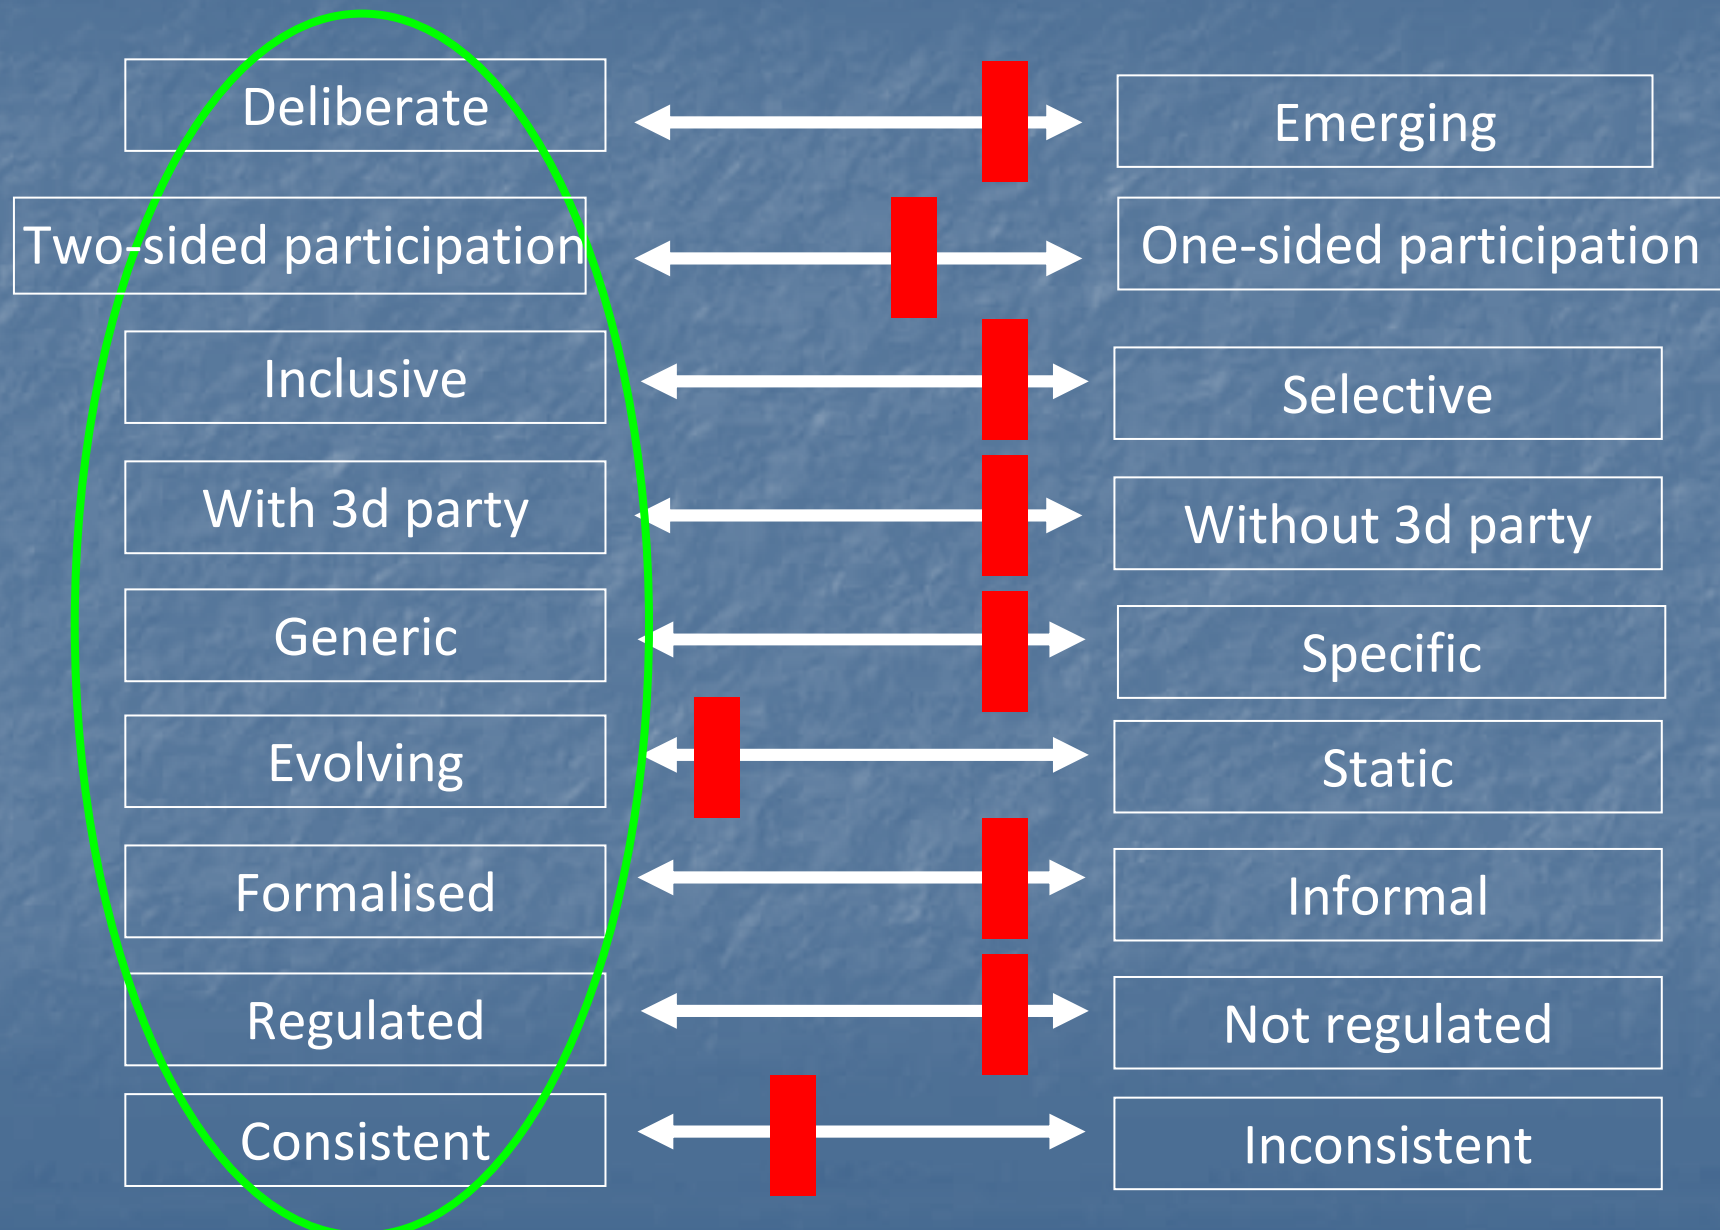 Deliberate
Emerging
Two-sided participation
One-sided participation
Inclusive
Selective
With 3d party
Without 3d party
Generic
Specific
Evolving
Static
Formalised
Informal
Regulated
Not regulated
Consistent
Inconsistent